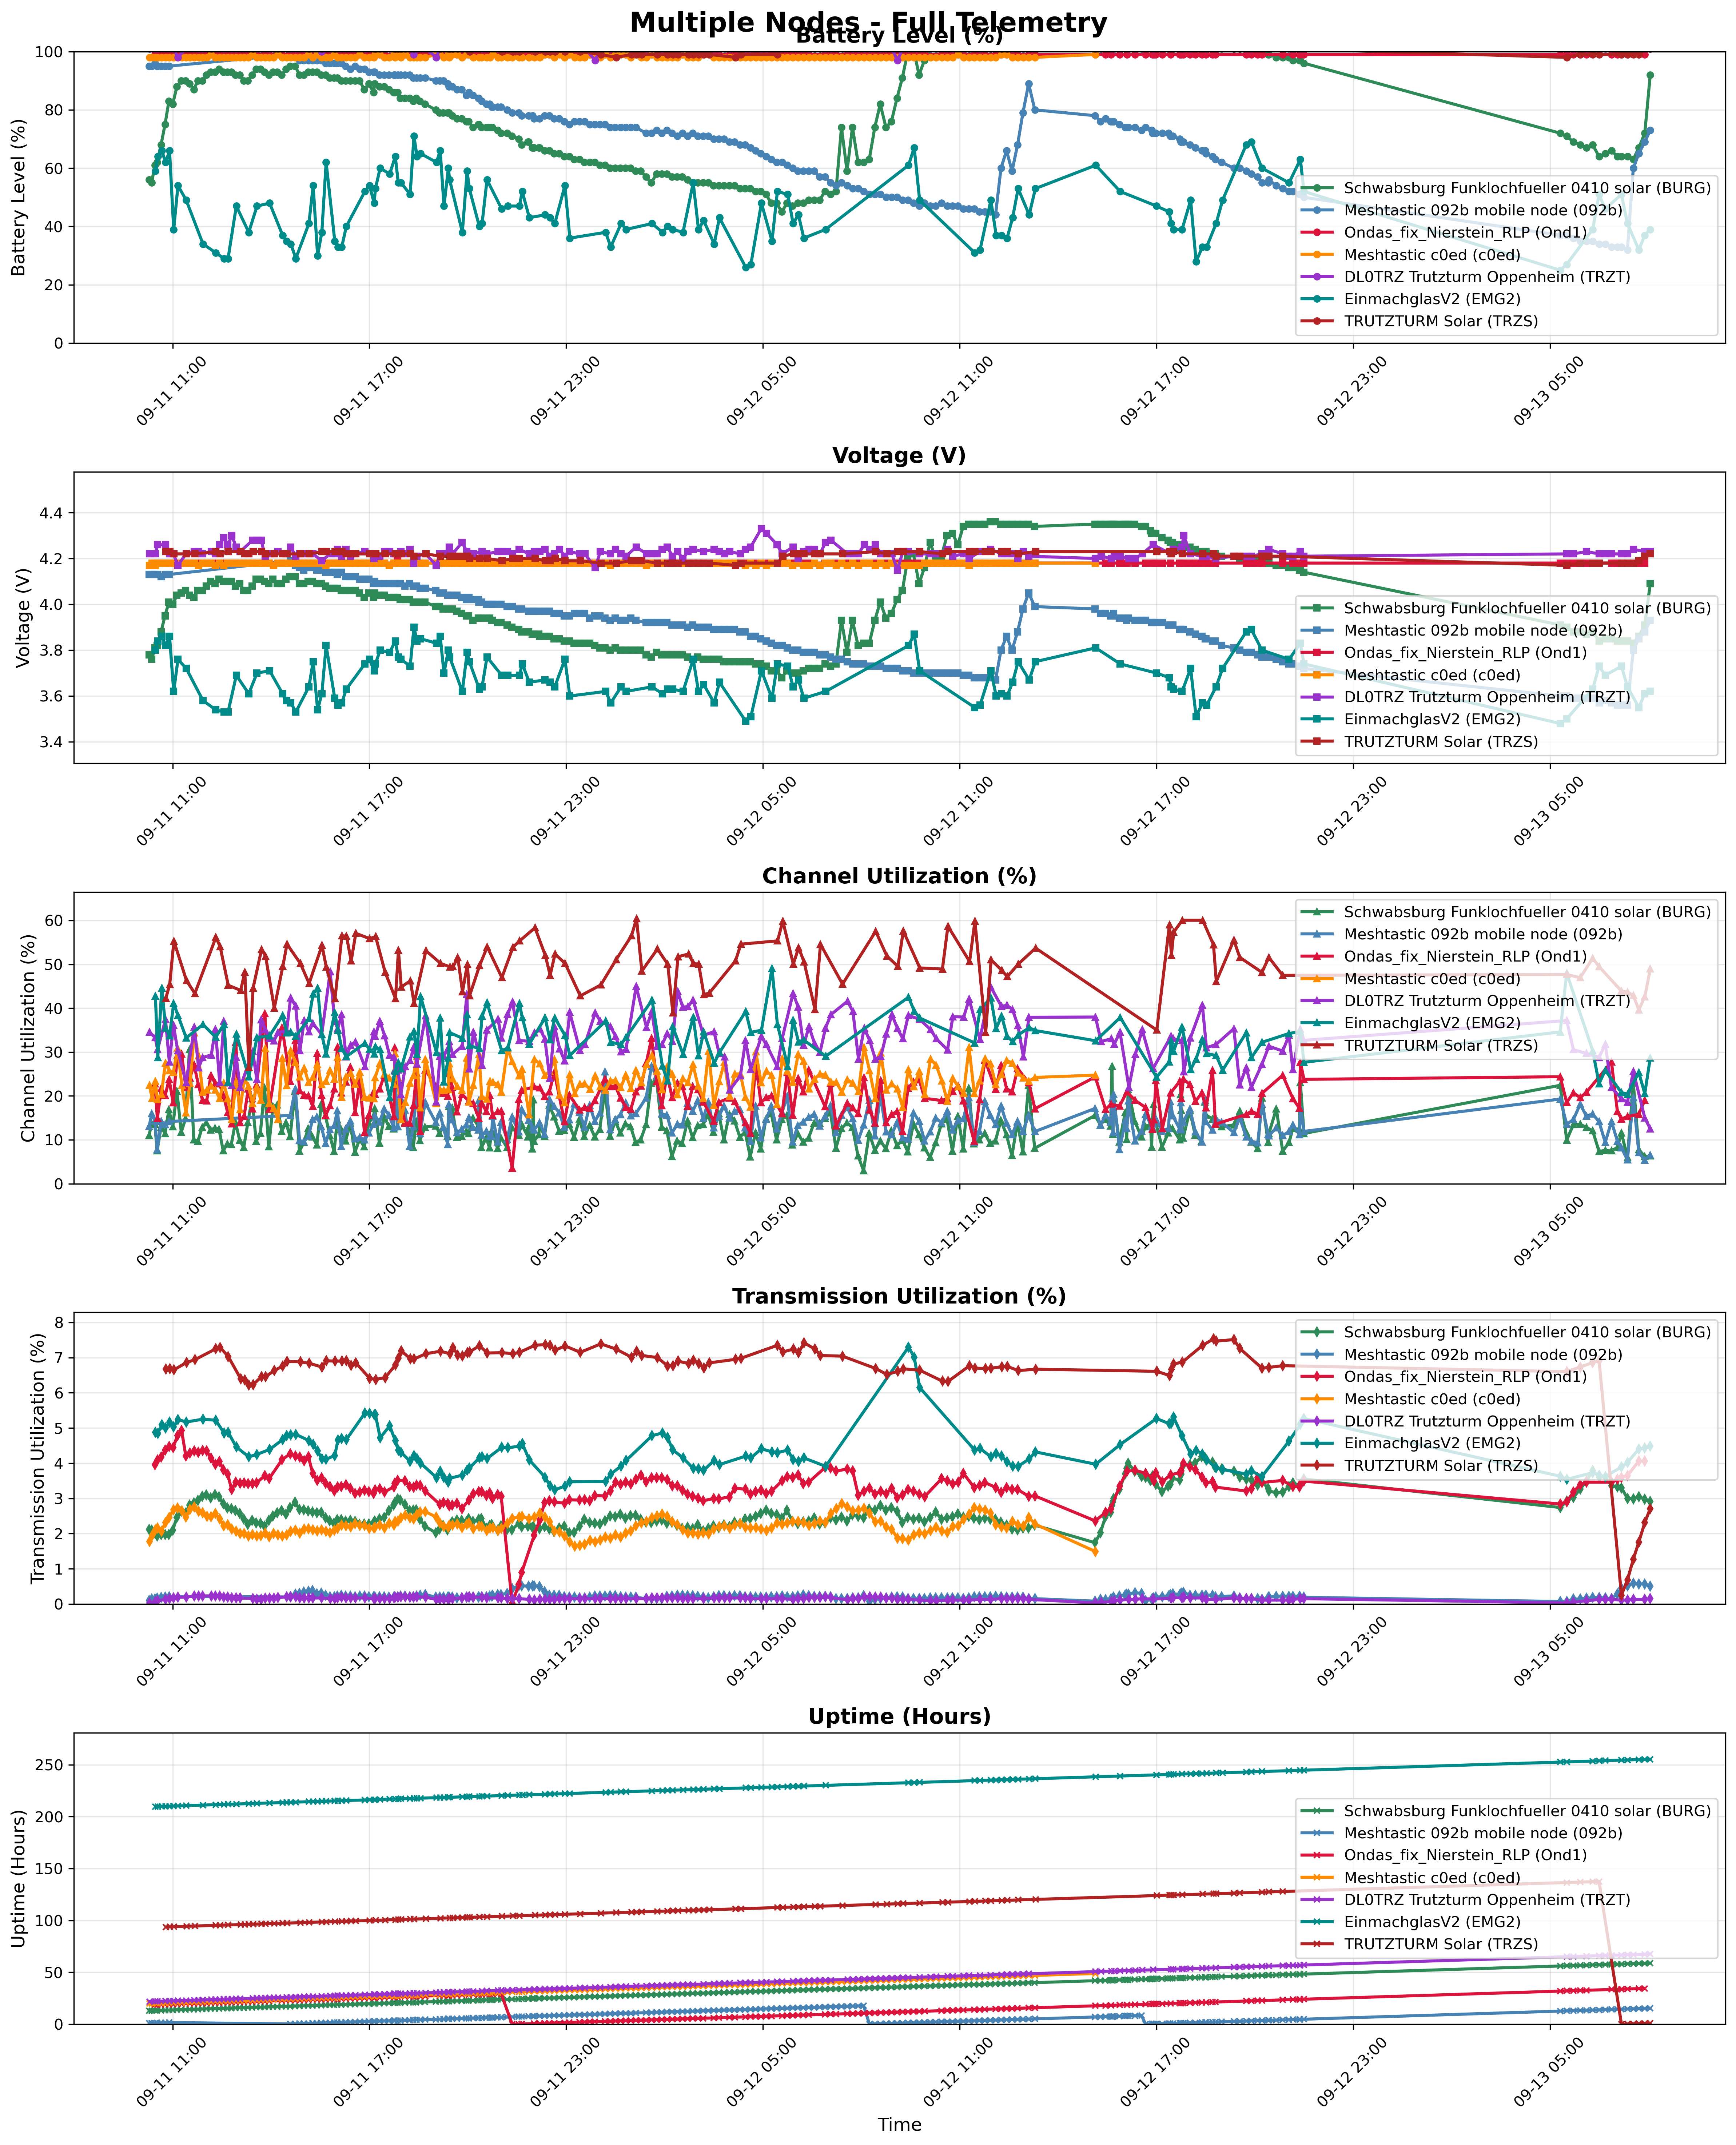 Multiple Nodes - Full Telemetry
Battery Level (%)
Battery Level (%)
100
80
60
40
20
0
Schwabsburg Funklochfueller 0410 solar (BURG)
Meshtastic 092b mobile node (092b)
Ondas_fix_Nierstein_RLP (Ond1)
Meshtastic c0ed (c0ed)
DL0TRZ Trutzturm Oppenheim (TRZT)
EinmachglasV2 (EMG2)
TRUTZTURM Solar (TRZS)
09-11 11:00
09-11 17:00
09-11 23:00
09-12 05:00
09-12 11:00
09-12 17:00
09-12 23:00
09-13 05:00
Voltage (V)
Voltage (V)
4.4
4.2
4.0
3.8
3.6
3.4
Schwabsburg Funklochfueller 0410 solar (BURG)
Meshtastic 092b mobile node (092b)
Ondas_fix_Nierstein_RLP (Ond1)
Meshtastic c0ed (c0ed)
DL0TRZ Trutzturm Oppenheim (TRZT)
EinmachglasV2 (EMG2)
TRUTZTURM Solar (TRZS)
09-11 11:00
09-11 17:00
09-11 23:00
09-12 05:00
09-12 11:00
09-12 17:00
09-12 23:00
09-13 05:00
Channel Utilization (%)
Channel Utilization (%)
60
50
40
30
20
10
0
Schwabsburg Funklochfueller 0410 solar (BURG)
Meshtastic 092b mobile node (092b)
Ondas_fix_Nierstein_RLP (Ond1)
Meshtastic c0ed (c0ed)
DL0TRZ Trutzturm Oppenheim (TRZT)
EinmachglasV2 (EMG2)
TRUTZTURM Solar (TRZS)
09-11 11:00
09-11 17:00
09-11 23:00
09-12 05:00
09-12 11:00
09-12 17:00
09-12 23:00
09-13 05:00
Transmission Utilization (%)
Transmission Utilization (%)
8
7
6
5
4
3
2
1
0
Schwabsburg Funklochfueller 0410 solar (BURG)
Meshtastic 092b mobile node (092b)
Ondas_fix_Nierstein_RLP (Ond1)
Meshtastic c0ed (c0ed)
DL0TRZ Trutzturm Oppenheim (TRZT)
EinmachglasV2 (EMG2)
TRUTZTURM Solar (TRZS)
09-11 11:00
09-11 17:00
09-11 23:00
09-12 05:00
09-12 11:00
09-12 17:00
09-12 23:00
09-13 05:00
Uptime (Hours)
Uptime (Hours)
250
200
150
100
50
0
Schwabsburg Funklochfueller 0410 solar (BURG)
Meshtastic 092b mobile node (092b)
Ondas_fix_Nierstein_RLP (Ond1)
Meshtastic c0ed (c0ed)
DL0TRZ Trutzturm Oppenheim (TRZT)
EinmachglasV2 (EMG2)
TRUTZTURM Solar (TRZS)
09-11 11:00
09-11 17:00
09-11 23:00
09-12 05:00
09-12 11:00
09-12 17:00
09-12 23:00
09-13 05:00
Time